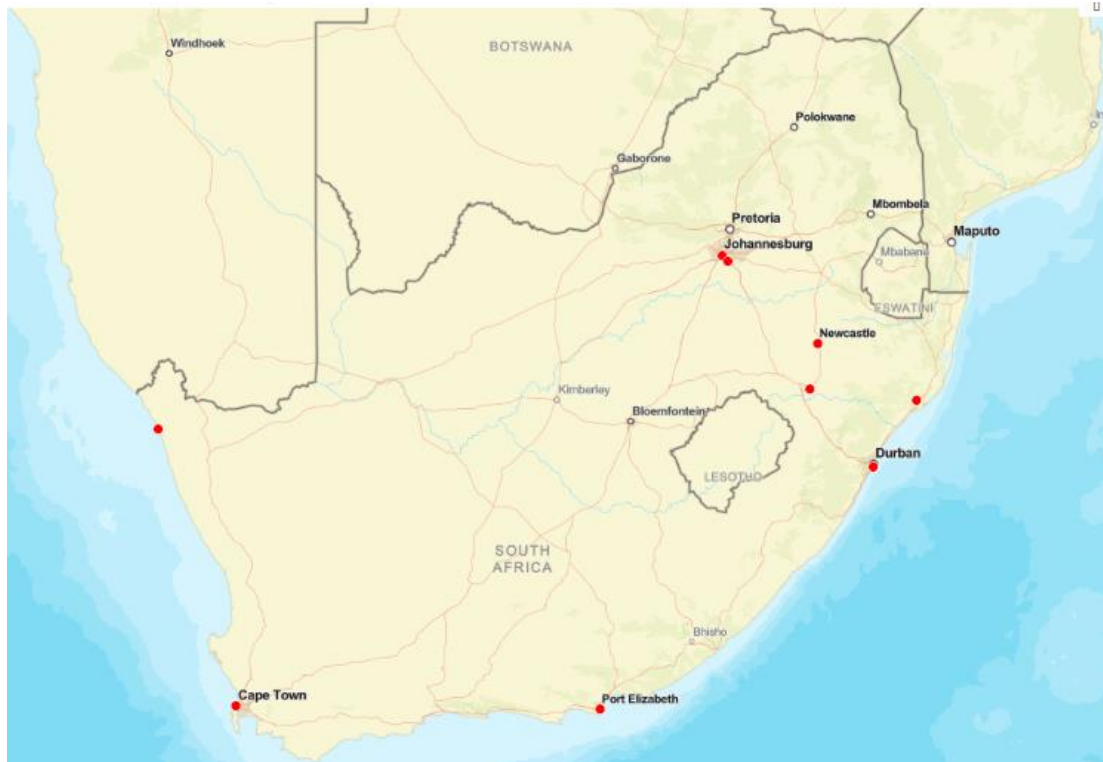 Windhoek
BOTSWANA
Polokwane
Gaborone
Mbombela
Pretoria
Johannesburg
Maputo
Mbabane
ESWATINI
Newcastle
Kimberley
Bloemfontein
Durban
LESOTHO
SOUTH
AFRICA
Bhisho
Cape Town
Port Elizabeth